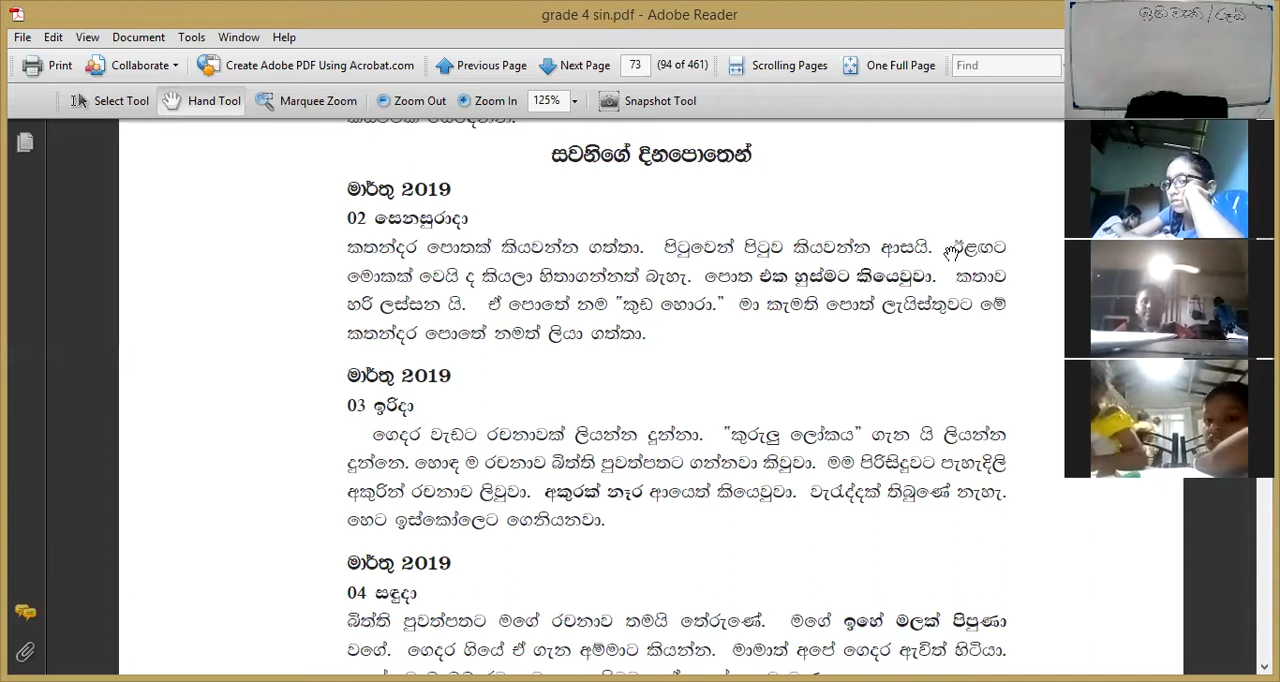 grade 4 sin.pdf - Adobe Reader
File Edit View Document Tools Window Help
Print Collaborate Create Adobe PDF Using Acrobat.com Previous Page Next Page 73 (94 of 461) Scrolling Pages One Full Page Find
Select Tool Hand Tool Marquee Zoom Zoom Out Zoom In 125% Snapshot Tool
සවනිගේ දිනපොතෙන්
මාර්තු 2019
02 සෙනසුරාදා
කතන්දර පොතක් කියවන්න ගත්තා. පිටුවෙන් පිටුව කියවන්න ආසයි. ඊළඟට
මොකක් වෙයි ද කියලා හිතාගන්නත් බැහැ. පොත එක හුස්මට කියෙවුවා. කතාව
හරි ලස්සන යි. ඒ පොතේ නම “කුඩ හොරා.” මා කැමති පොත් ලැයිස්තුවට මේ
කතන්දර පොතේ නමත් ලියා ගත්තා.
මාර්තු 2019
03 ඉරිදා
ගෙදර වැඩට රචනාවක් ලියන්න දුන්නා. “කුරුලු ලෝකය” ගැන යි ලියන්න
දුන්නෙ. හොඳ ම රචනාව බිත්ති පුවත්පතට ගන්නවා කිවුවා. මම පිරිසිදුවට පැහැදිලි
අකුරින් රචනාව ලිවුවා. අකුරක් නෑර ආයෙත් කියෙවුවා. වැරැද්දක් තිබුණේ නැහැ.
හෙට ඉස්කෝලෙට ගෙනියනවා.
මාර්තු 2019
04 සඳුදා
බිත්ති පුවත්පතට මගේ රචනාව තමයි තේරුණේ. මගේ ඉහේ මලක් පිපුණා
වගේ. ගෙදර ගියේ ඒ ගැන අම්මාට කියන්න. මාමාත් අපේ ගෙදර ඇවිත් හිටියා.